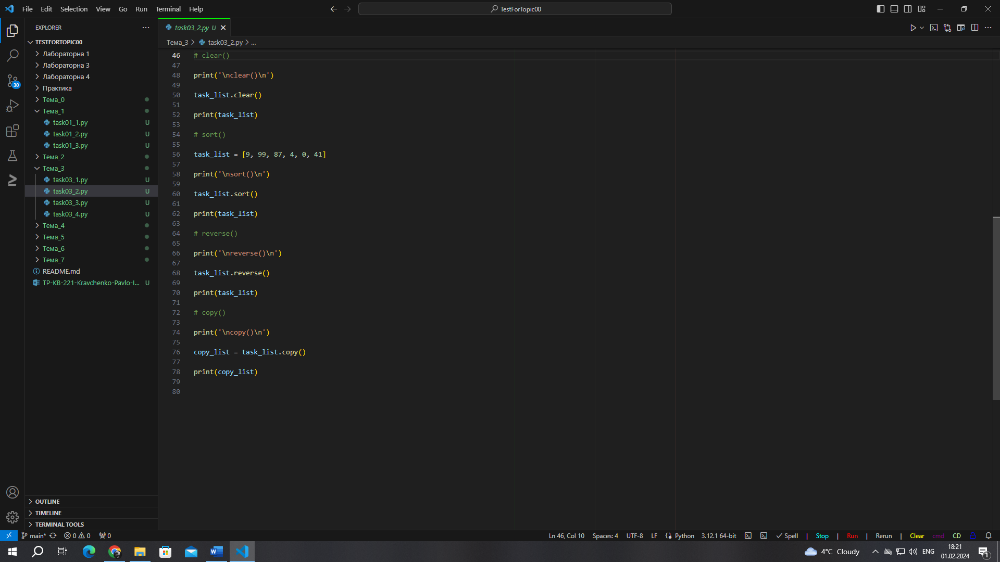 File Edit Selection View Go Run Terminal Help
TestForTopic00
EXPLORER
TESTFORTOPIC00
Лабораторна 1
Лабораторна 3
Лабораторна 4
Практика
Тема_0
Тема_1
task01_1.py U
task01_2.py U
task01_3.py U
Тема_2
Тема_3
task03_1.py U
task03_2.py U
task03_3.py U
task03_4.py U
Тема_4
Тема_5
Тема_6
Тема_7
README.md
TP-KB-221-Kravchenko-Pavlo-I... U
30
OUTLINE
TIMELINE
TERMINAL TOOLS
task03_2.py U
Тема_3 > task03_2.py > ...
46 # clear()
47
48 print('\nclear()\n')
49
50 task_list.clear()
51
52 print(task_list)
53
54 # sort()
55
56 task_list = [9, 99, 87, 4, 0, 41]
57
58 print('\nsort()\n')
59
60 task_list.sort()
61
62 print(task_list)
63
64 # reverse()
65
66 print('\nreverse()\n')
67
68 task_list.reverse()
69
70 print(task_list)
71
72 # copy()
73
74 print('\ncopy()\n')
75
76 copy_list = task_list.copy()
77
78 print(copy_list)
79
80
main* 0 0 0 Ln 46, Col 10 Spaces: 4 UTF-8 LF Python 3.12.1 64-bit Spell | Stop | Run | Rerun | Clear cmd CD
4°C Cloudy ENG 18:21
01.02.2024
1